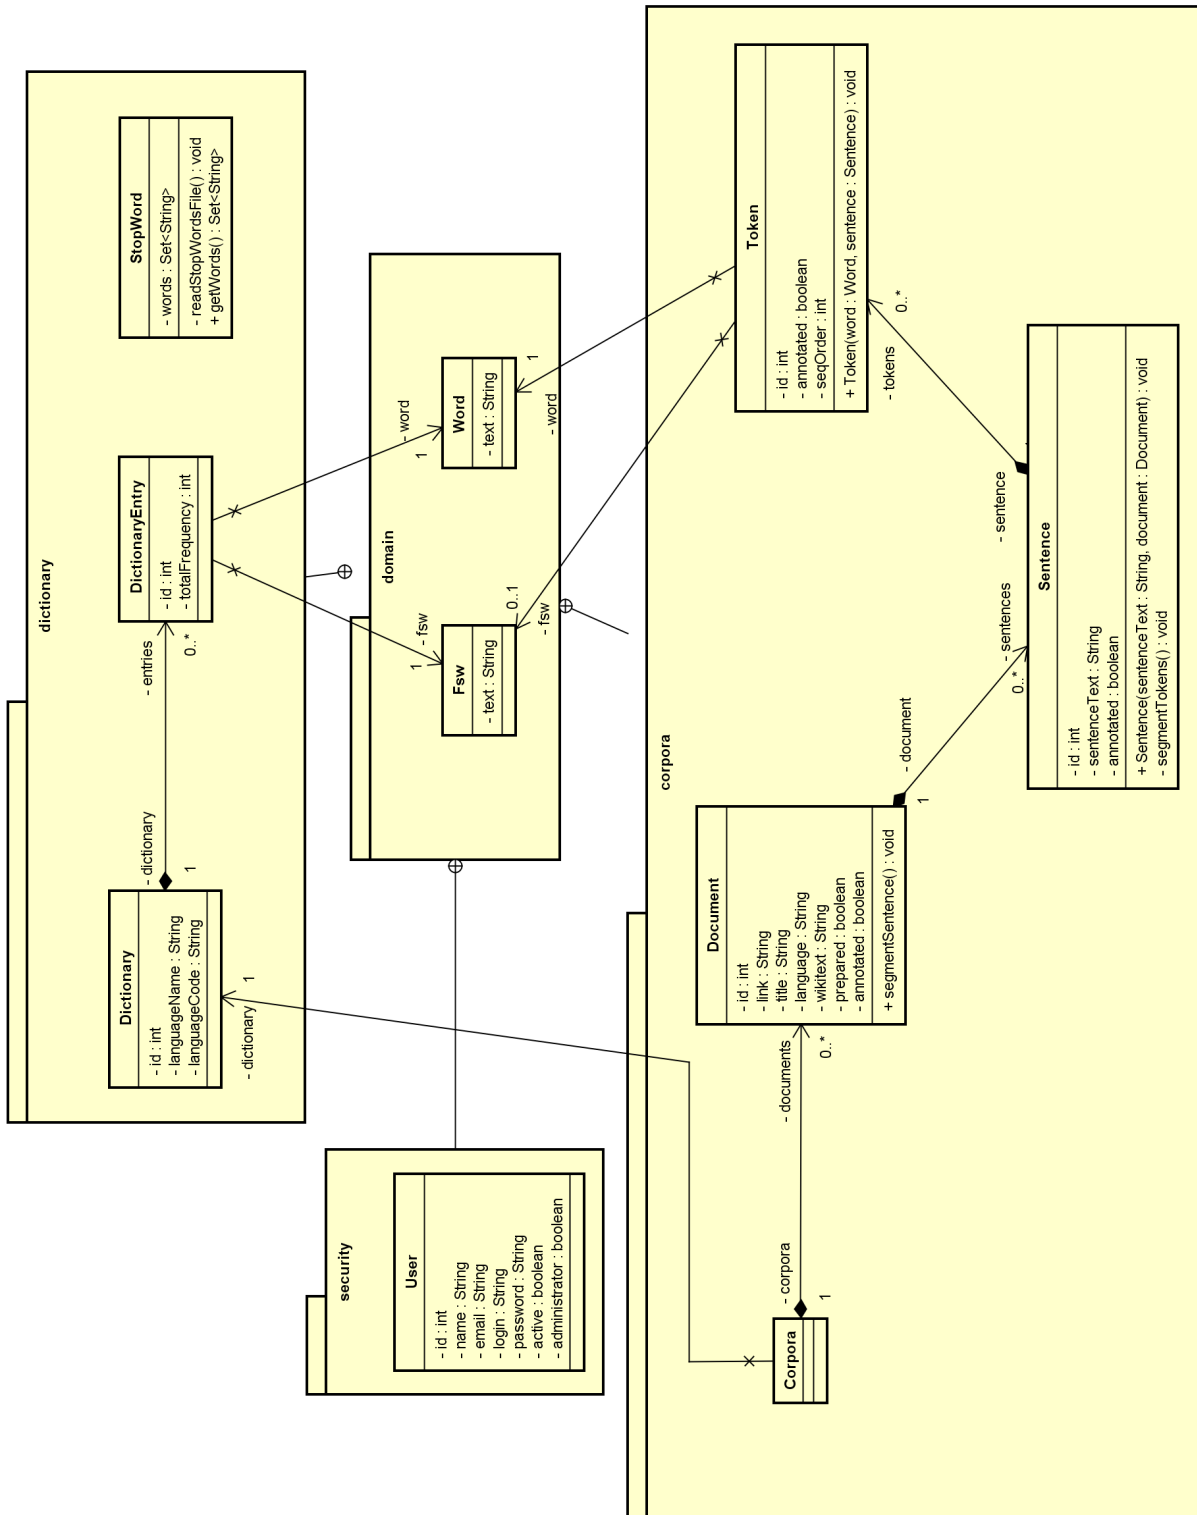 dictionary
Dictionary
- id : int
- languageName : String
- languageCode : String
- dictionary
1
- entries
0..*
DictionaryEntry
- id : int
- totalFrequency : int
StopWord
- words : Set<String>
- readStopWordsFile() : void
+ getWords() : Set<String>
- dictionary
1
security
User
- id : int
- name : String
- email : String
- login : String
- password : String
- active : boolean
- administrator : boolean
domain
1
- fsw
Fsw
- text : String
0..1
- fsw
1
- word
Word
- text : String
1
- word
corpora
Corpora
- corpora
1
- documents
0..*
Document
- id : int
- link : String
- title : String
- language : String
- wikitext : String
- prepared : boolean
- annotated : boolean
+ segmentSentence() : void
- document
1
- sentences
0..*
Sentence
- id : int
- sentenceText : String
- annotated : boolean
+ Sentence(sentenceText : String, document : Document) : void
- segmentTokens() : void
- sentence
- tokens
0..*
Token
- id : int
- annotated : boolean
- seqOrder : int
+ Token(word : Word, sentence : Sentence) : void